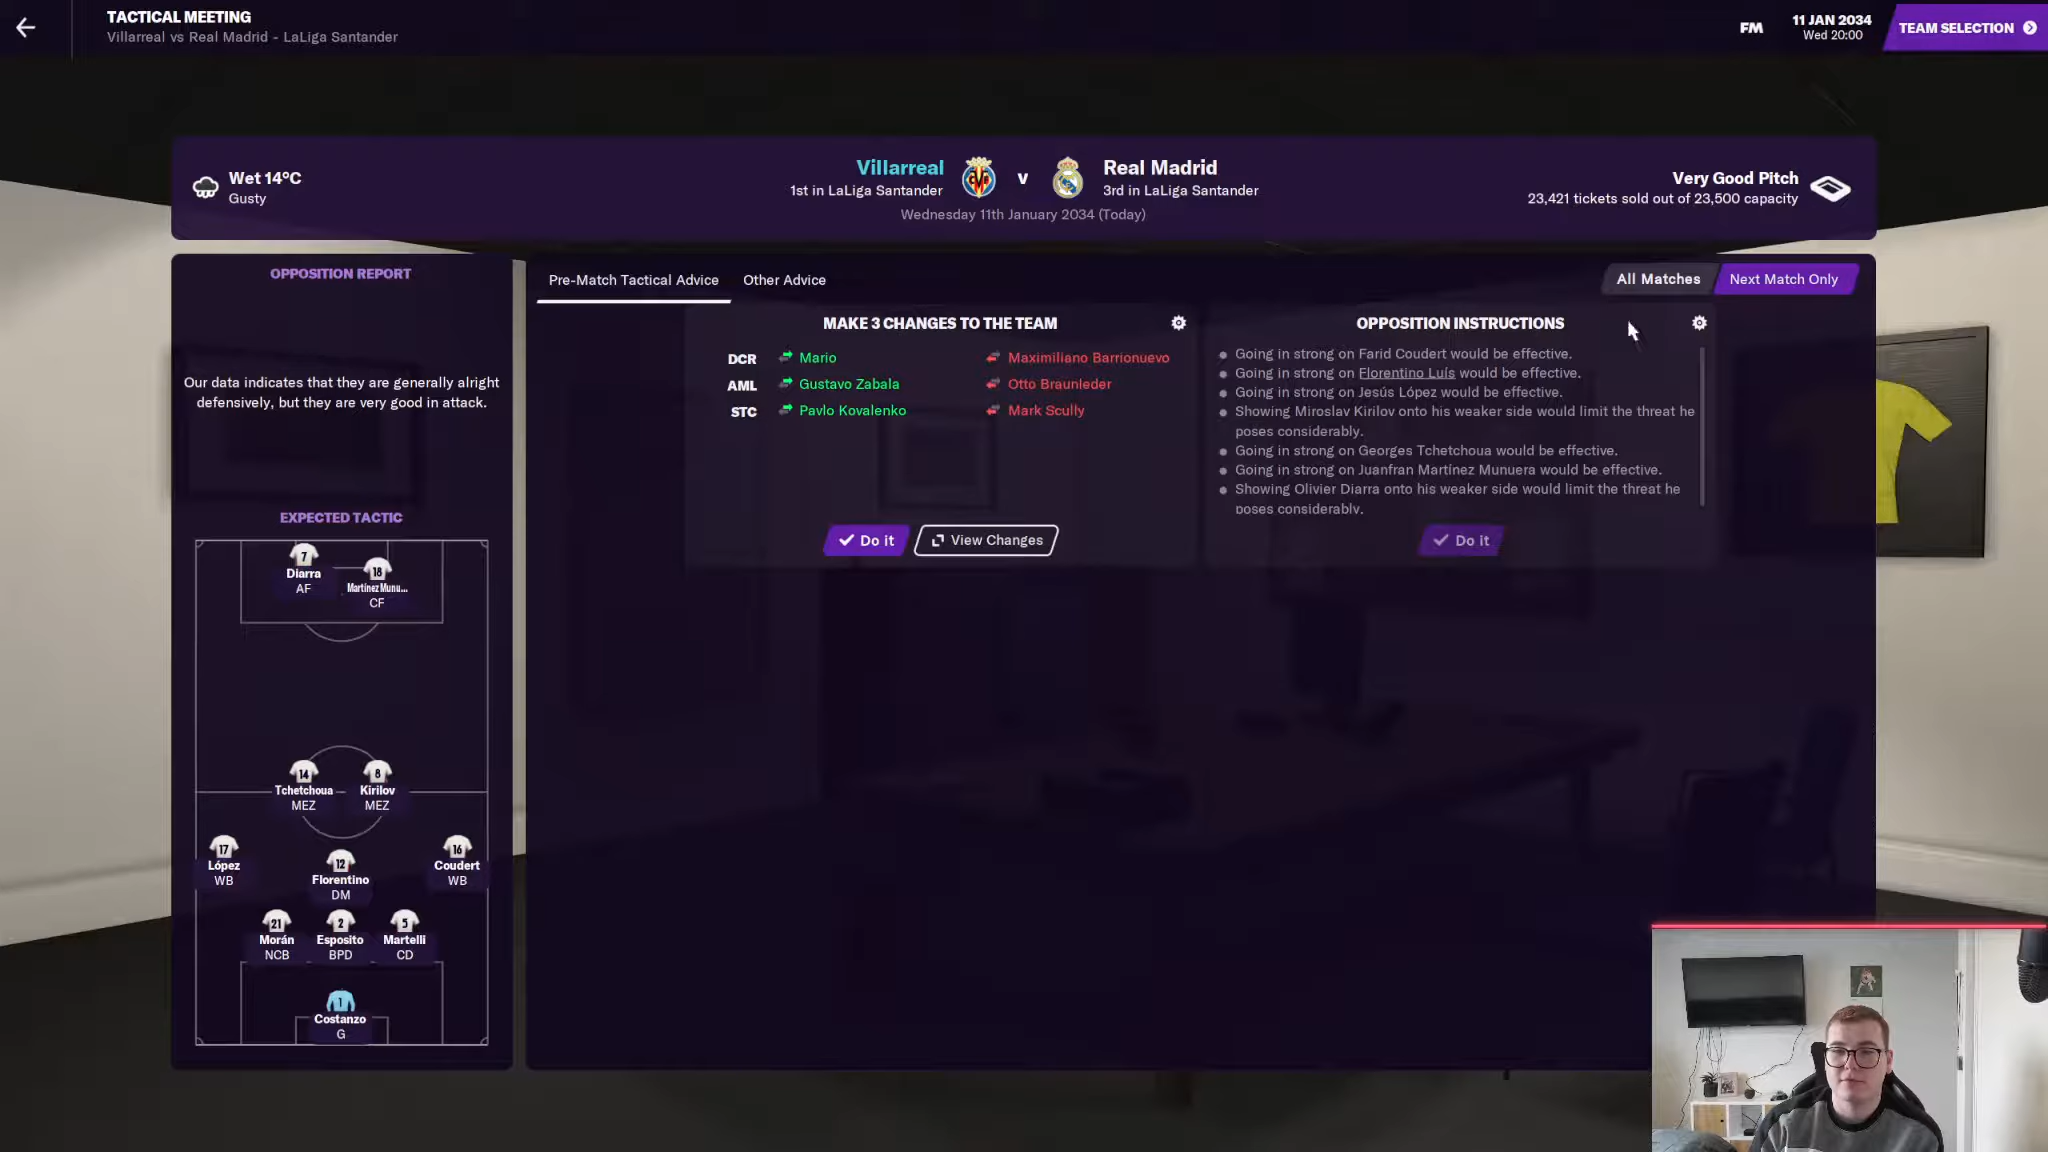 TACTICAL MEETING
Villarreal vs Real Madrid - LaLiga Santander
FM
11 JAN 2034
Wed 20:00
TEAM SELECTION
Wet 14°C
Gusty
Villarreal
1st in LaLiga Santander
v
Real Madrid
3rd in LaLiga Santander
Wednesday 11th January 2034 (Today)
Very Good Pitch
23,421 tickets sold out of 23,500 capacity
OPPOSITION REPORT
Our data indicates that they are generally alright
defensively, but they are very good in attack.
EXPECTED TACTIC
7
Diarra
AF
18
Martínez Munu...
CF
14
Tchetchoua
MEZ
8
Kirilov
MEZ
17
López
WB
12
Florentino
DM
16
Coudert
WB
21
Morán
NCB
2
Esposito
BPD
5
Martelli
CD
1
Costanzo
G
Pre-Match Tactical Advice
Other Advice
All Matches
Next Match Only
MAKE 3 CHANGES TO THE TEAM
DCR Mario Maximiliano Barrionuevo
AML Gustavo Zabala Otto Braunleder
STC Pavlo Kovalenko Mark Scully
Do it
View Changes
OPPOSITION INSTRUCTIONS
Going in strong on Farid Coudert would be effective.
Going in strong on Florentino Luís would be effective.
Going in strong on Jesús López would be effective.
Showing Miroslav Kirilov onto his weaker side would limit the threat he
poses considerably.
Going in strong on Georges Tchetchoua would be effective.
Going in strong on Juanfran Martínez Munuera would be effective.
Showing Olivier Diarra onto his weaker side would limit the threat he
poses considerably.
Do it